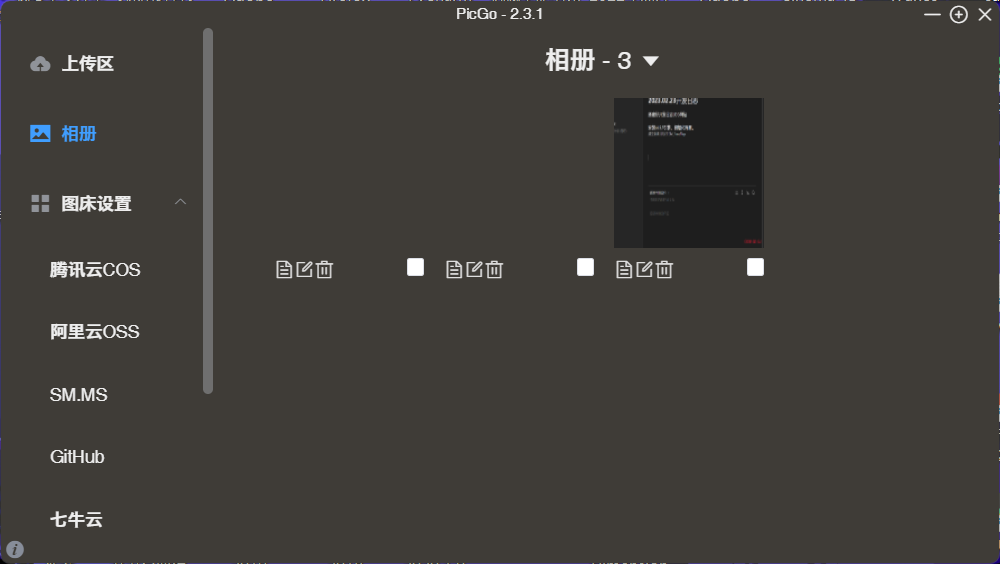 PicGo - 2.3.1
上传区
相册
图床设置
腾讯云COS
阿里云OSS
SM.MS
GitHub
七牛云
相册 - 3